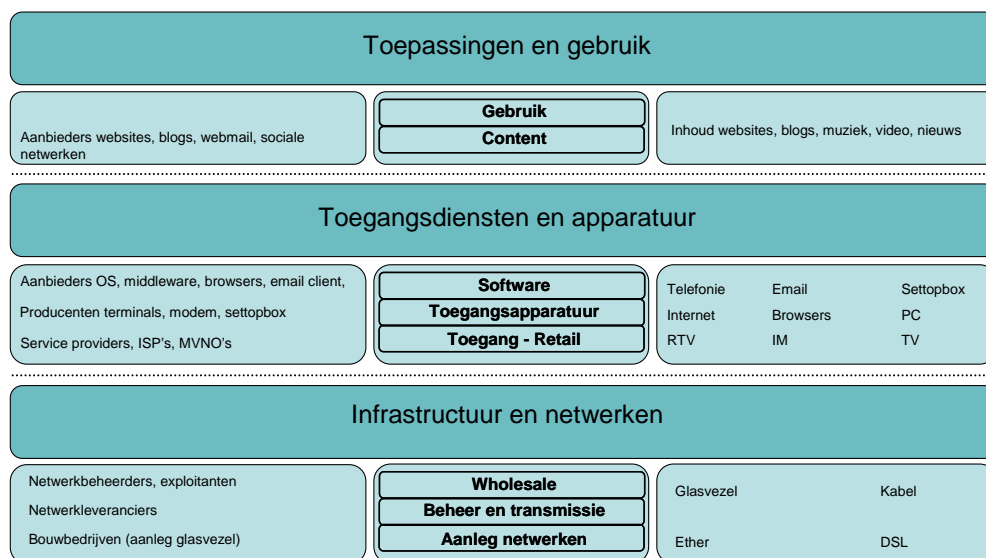 Toepassingen en gebruik
Aanbieders websites, blogs, webmail, sociale
netwerken
Gebruik
Content
Inhoud websites, blogs, muziek, video, nieuws
Toegangsdiensten en apparatuur
Aanbieders OS, middleware, browsers, email client,
Producenten terminals, modem, settopbox
Service providers, ISP's, MVNO's
Software
Toegangsapparatuur
Toegang - Retail
Telefonie Email Settopbox
Internet Browsers PC
RTV IM TV
Infrastructuur en netwerken
Netwerkbeheerders, exploitanten
Netwerkleveranciers
Bouwbedrijven (aanleg glasvezel)
Wholesale
Beheer en transmissie
Aanleg netwerken
Glasvezel Kabel
Ether DSL